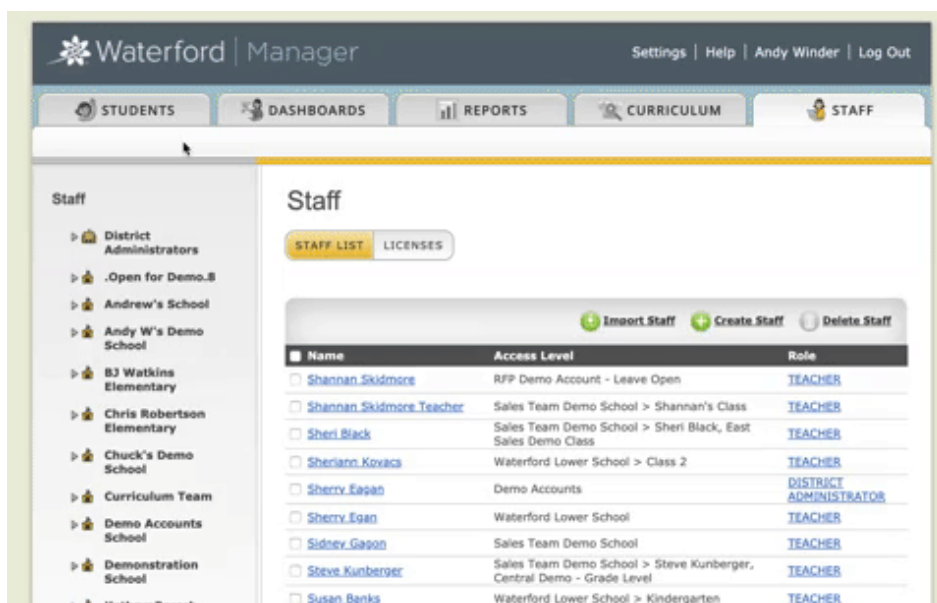 Waterford | Manager
Settings | Help | Andy Winder | Log Out
STUDENTS
DASHBOARDS
REPORTS
CURRICULUM
STAFF
Staff
District
Administrators
.Open for Demo.8
Andrew's School
Andy W's Demo
School
BJ Watkins
Elementary
Chris Robertson
Elementary
Chuck's Demo
School
Curriculum Team
Demo Accounts
School
Demonstration
School
Staff
STAFF LIST
LICENSES
Import Staff
Create Staff
Delete Staff
Name Access Level Role
Shannan Skidmore RFP Demo Account - Leave Open TEACHER
Shannan Skidmore Teacher Sales Team Demo School > Shannan's Class TEACHER
Sheri Black Sales Team Demo School > Sheri Black, East TEACHER
Sales Demo Class
Sheriann Kovacs Waterford Lower School > Class 2 TEACHER
Sherry Eagan Demo Accounts DISTRICT
ADMINISTRATOR
Sherry Egan Waterford Lower School TEACHER
Sidney Gagon Sales Team Demo School TEACHER
Steve Kunberger Sales Team Demo School > Steve Kunberger, TEACHER
Central Demo - Grade Level
Susan Banks Waterford Lower School > Kindergarten TEACHER